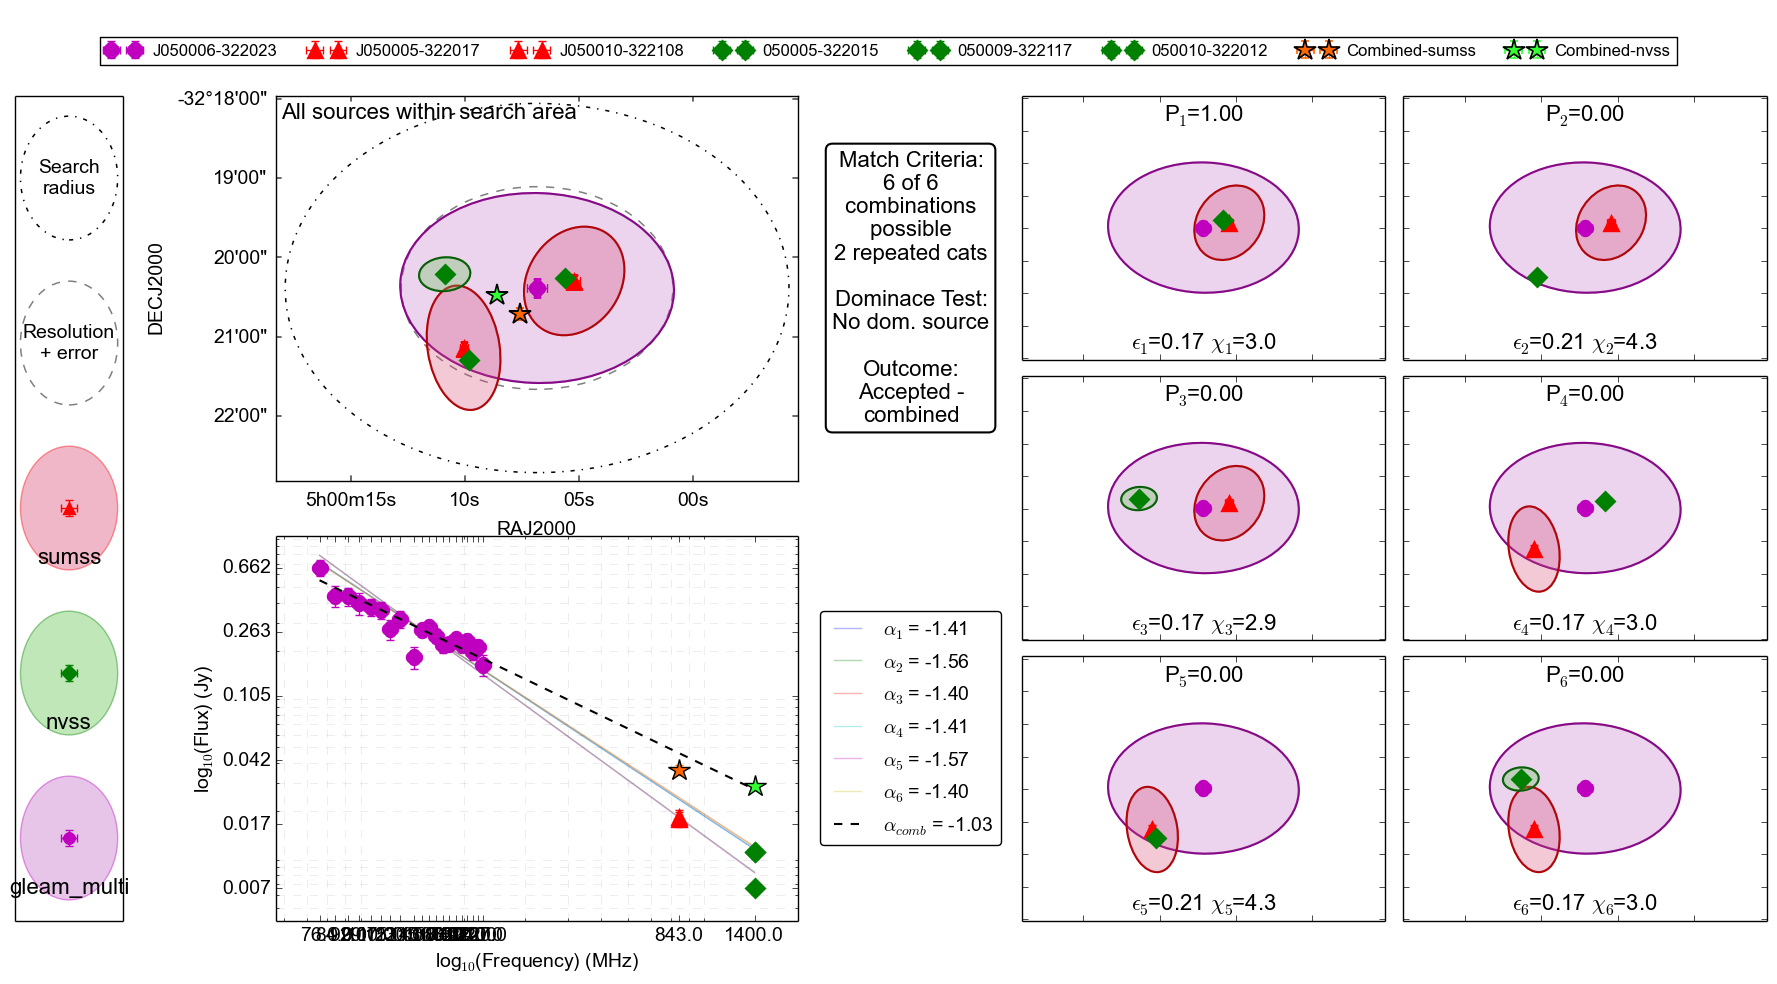 J050006-322023 J050005-322017 J050010-322108 050005-322015 050009-322117 050010-322012 Combined-sumss Combined-nvss
Search
radius
Resolution
+ error
sumss
nvss
gleam_multi
All sources within search area
DECJ2000
-32°18'00"
19'00"
20'00"
21'00"
22'00"
5h00m15s 10s 05s 00s
RAJ2000
Match Criteria:
6 of 6
combinations
possible
2 repeated cats
Dominace Test:
No dom. source
Outcome:
Accepted -
combined
P1=1.00
ϵ1=0.17 χ1=3.0
P2=0.00
ϵ2=0.21 χ2=4.3
P3=0.00
ϵ3=0.17 χ3=2.9
P4=0.00
ϵ4=0.17 χ4=3.0
P5=0.00
ϵ5=0.21 χ5=4.3
P6=0.00
ϵ6=0.17 χ6=3.0
log10(Flux) (Jy)
0.662
0.263
0.105
0.042
0.017
0.007
843.0 1400.0
log10(Frequency) (MHz)
α1 = -1.41
α2 = -1.56
α3 = -1.40
α4 = -1.41
α5 = -1.57
α6 = -1.40
αcomb = -1.03